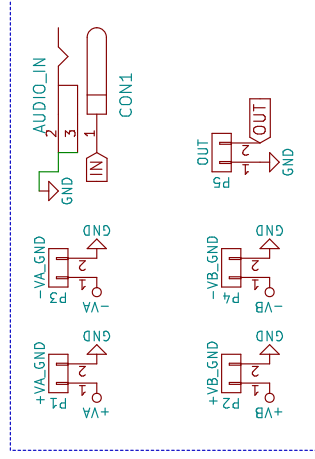 AUDIO_IN
2
3
1
CON1
IN
GND
OUT
P5
2
1
OUT
GND
-VA_GND
P3
2
1
GND
-VA
-VB_GND
P4
2
1
GND
-VB
+VA_GND
P1
2
1
GND
+VA
+VB_GND
P2
2
1
GND
+VB